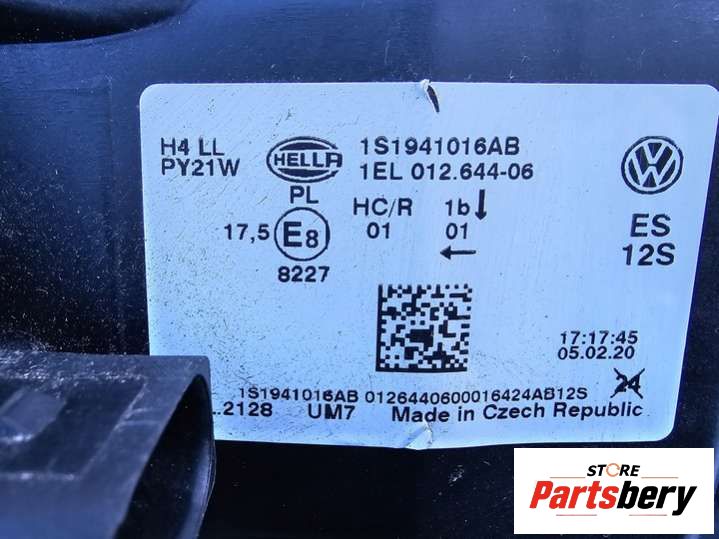 H4 LL
PY21W
HELLA
1S1941016AB
1EL 012.644-06
PL
HC/R 1b↓
17,5 E8 01 01
8227
←
ES
12S
17:17:45
05.02.20
1S1941016AB 0126440600016424AB12S 24
.2128 UM7 Made in Czech Republic
STORE
Partsbery